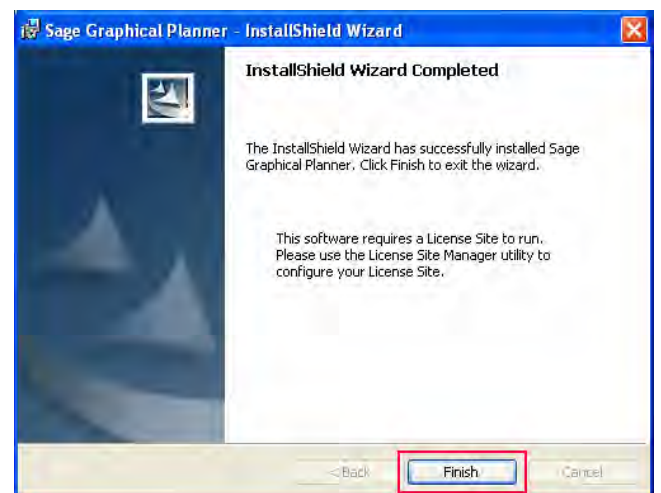 Sage Graphical Planner - InstallShield Wizard
InstallShield Wizard Completed
The InstallShield Wizard has successfully installed Sage
Graphical Planner. Click Finish to exit the wizard.
This software requires a License Site to run.
Please use the License Site Manager utility to
configure your License Site.
< Back Finish Cancel